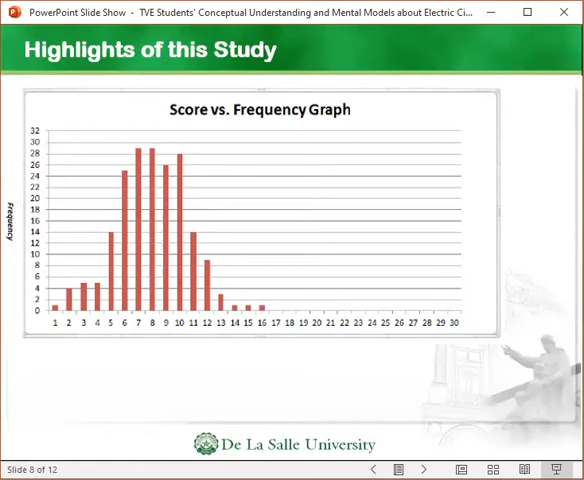 PowerPoint Slide Show - TVE Students' Conceptual Understanding and Mental Models about Electric Ci...
Highlights of this Study
Score vs. Frequency Graph
32
30
28
26
24
22
20
18
16
14
12
10
8
6
4
2
0
Frequency
1 2 3 4 5 6 7 8 9 10 11 12 13 14 15 16 17 18 19 20 21 22 23 24 25 26 27 28 29 30
De La Salle University
Slide 8 of 12